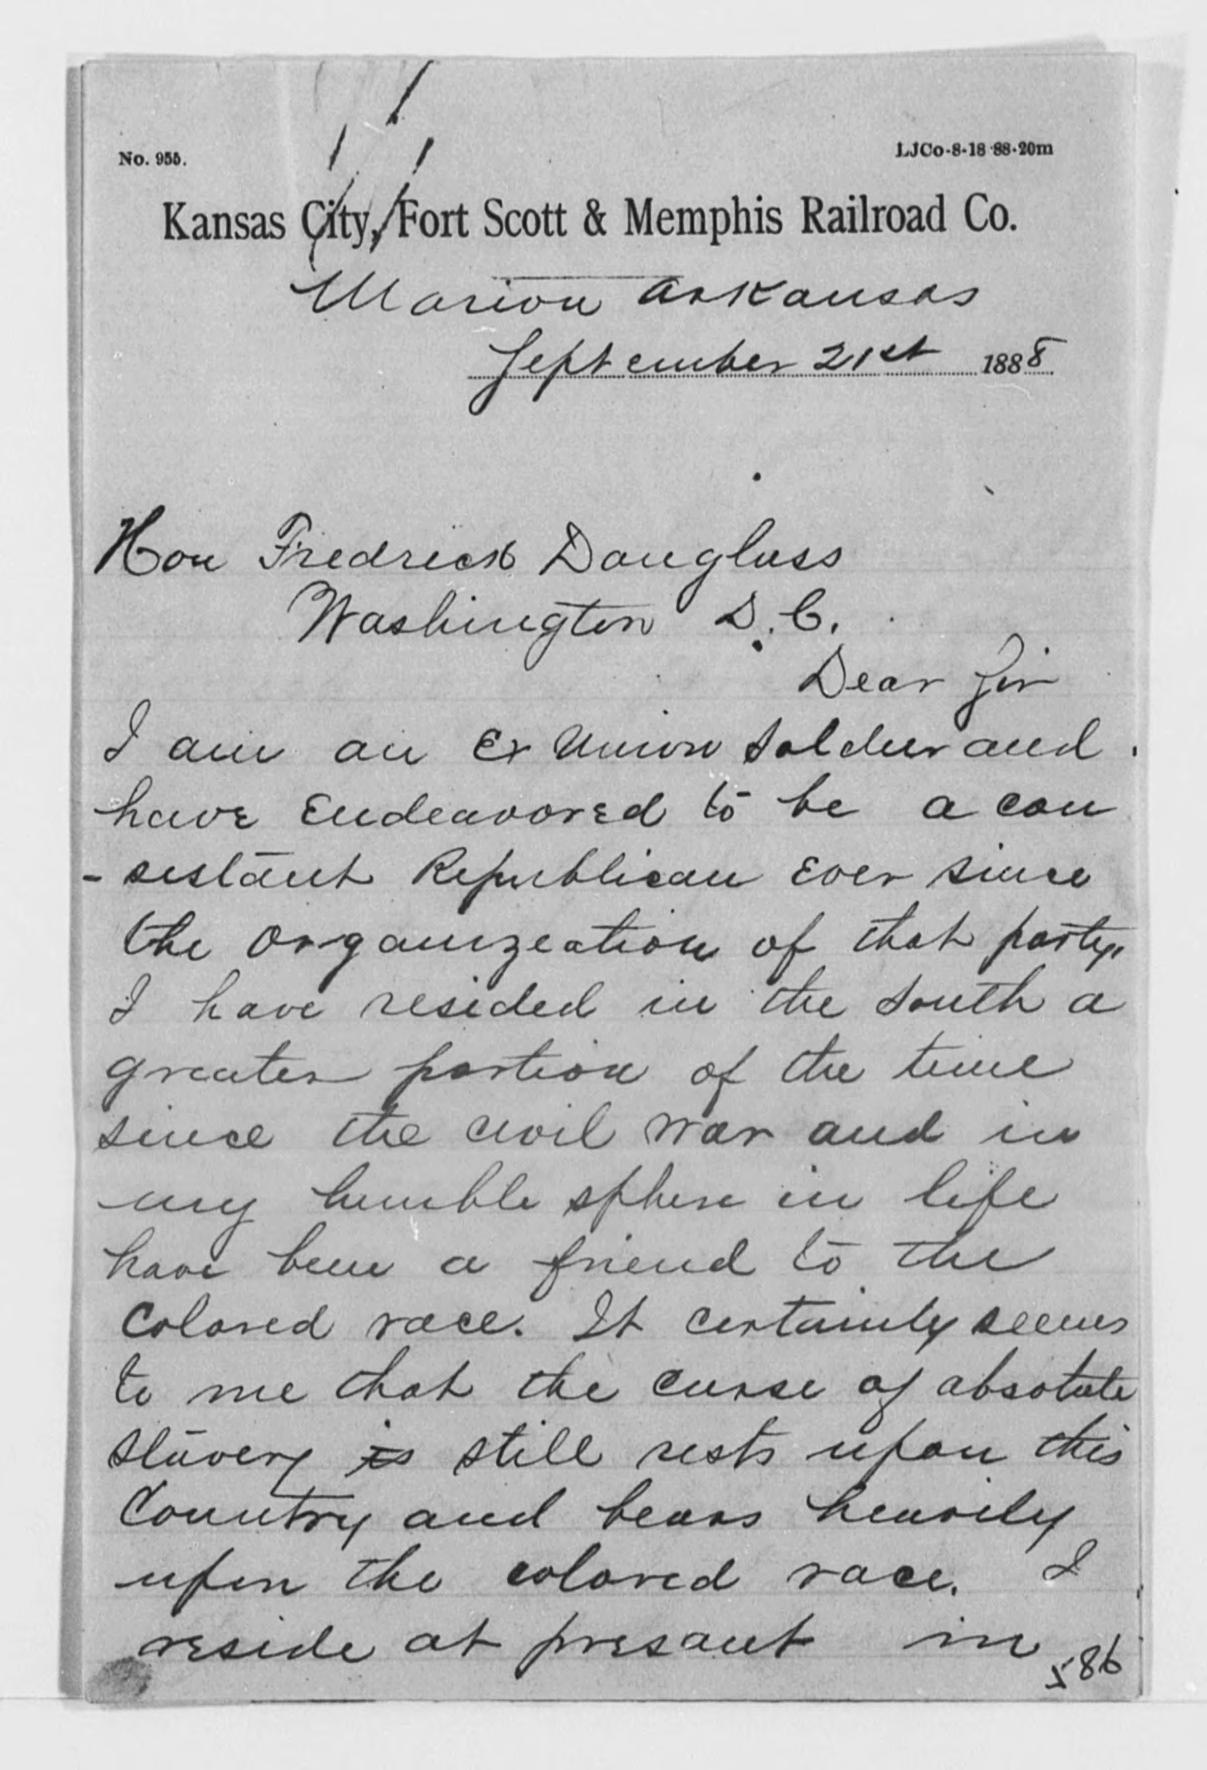 No. 955.
LJCo-8-18-88-20m
Kansas City, Fort Scott & Memphis Railroad Co.
Marion Arkansas
September 21st 1888
Hon Fredrick Douglass
Washington D.C.
Dear Sir
I am an Ex Union Soldier and
have Endeavored to be a con
-sistant Republican Ever since
the Organizeation of that party.
I have resided in the South a
greater portion of the time
since the civil war and in
my humble sphere in life
have been a friend to the
Colored race. It certainly seems
to me that the curse of absolute
slavery is still rests upon this
Country and bears heavily
upon the colored race. I
reside at presant in
586